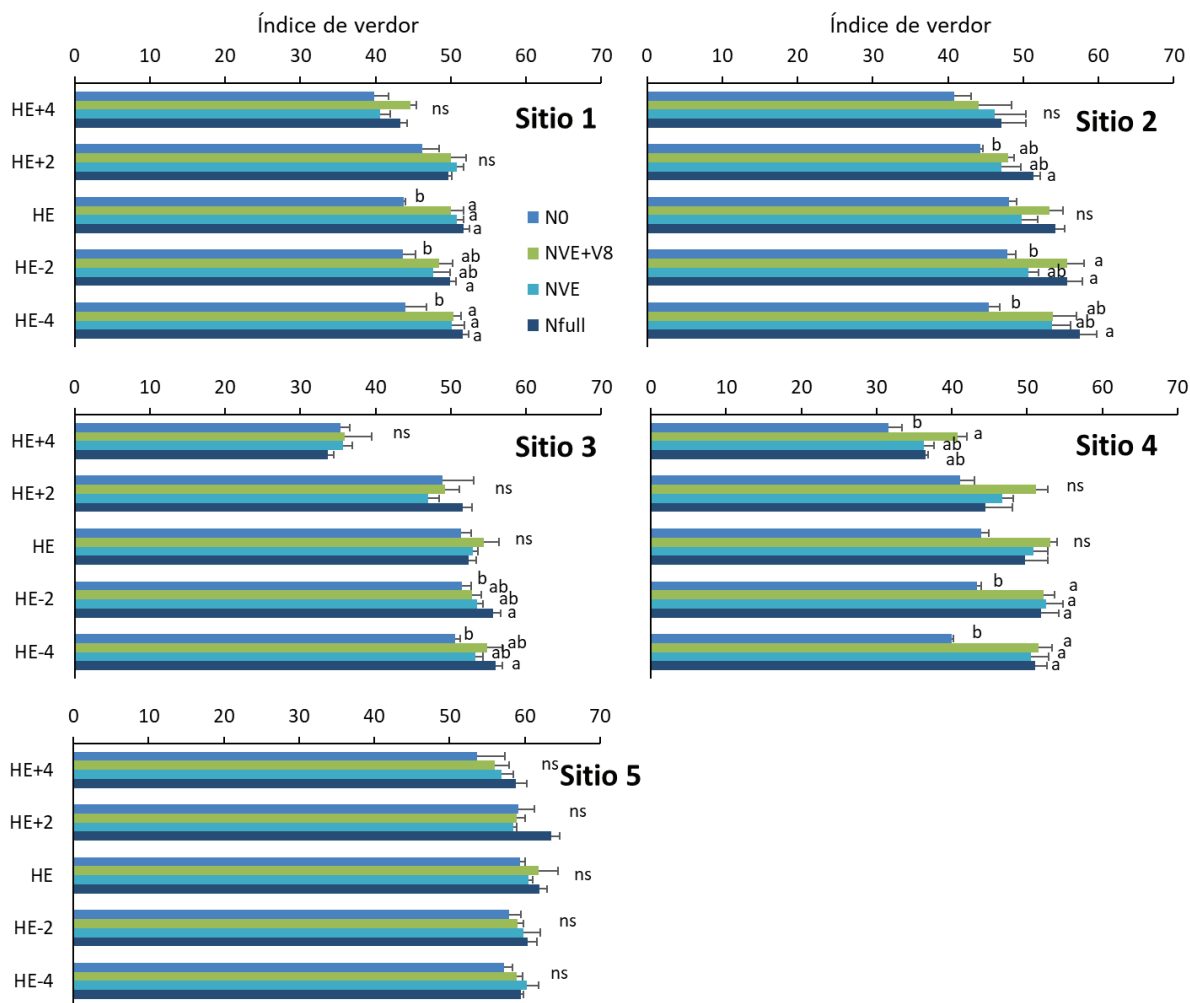 Índice de verdor
0 10 20 30 40 50 60 70
HE+4 ns
Sitio 1
HE+2 ns
HE b a a a
HE-2 b ab ab a
HE-4 b a a a
N0
NVE+V8
NVE
Nfull
Índice de verdor
0 10 20 30 40 50 60 70
ns
Sitio 2
b ab ab a
ns
b a ab a
b ab ab a
0 10 20 30 40 50 60 70
HE+4 ns
Sitio 3
HE+2 ns
HE ns
HE-2 b ab ab a
HE-4 b ab ab a
0 10 20 30 40 50 60 70
b a ab ab
Sitio 4
ns
ns
b a a a
b a a a
0 10 20 30 40 50 60 70
HE+4 ns
Sitio 5
HE+2 ns
HE ns
HE-2 ns
HE-4 ns